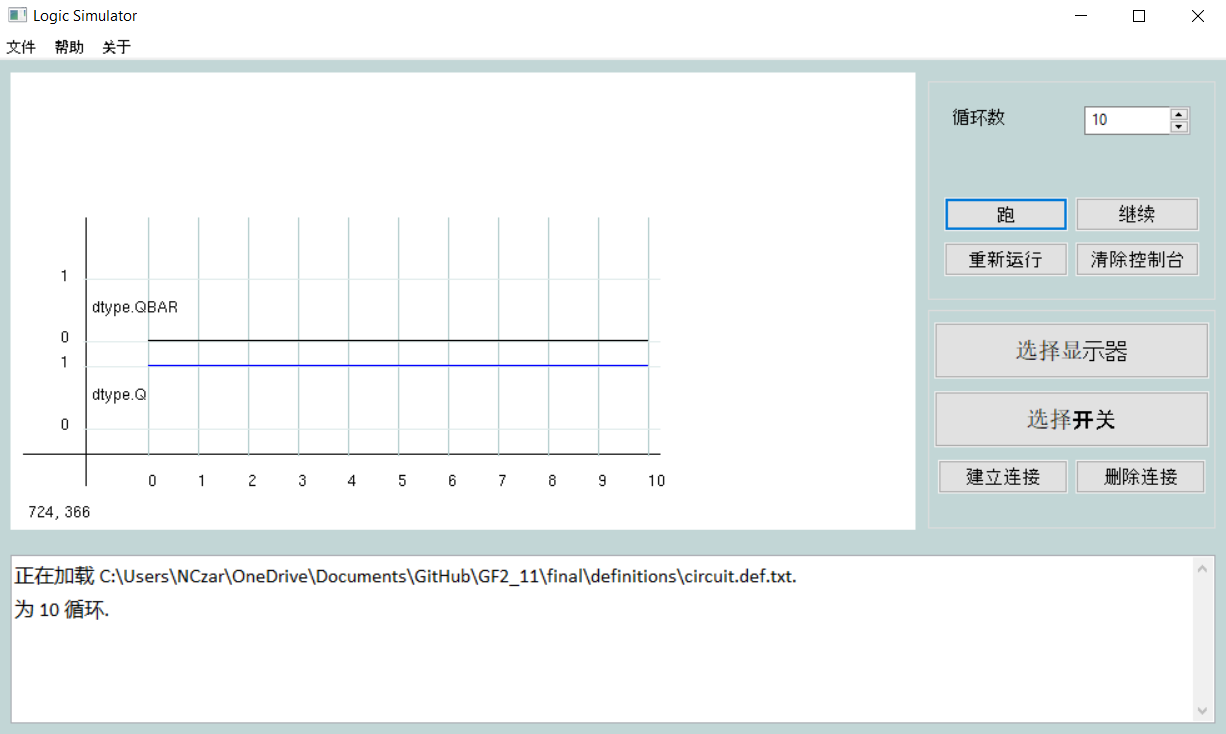 Logic Simulator
文件 帮助 关于
循环数 10
跑 继续
重新运行 清除控制台
选择显示器
选择开关
建立连接 删除连接
1
dtype.QBAR
0
1
dtype.Q
0
0 1 2 3 4 5 6 7 8 9 10
724, 366
正在加载 C:\Users\NCzar\OneDrive\Documents\GitHub\GF2_11\final\definitions\circuit.def.txt.
为 10 循环.